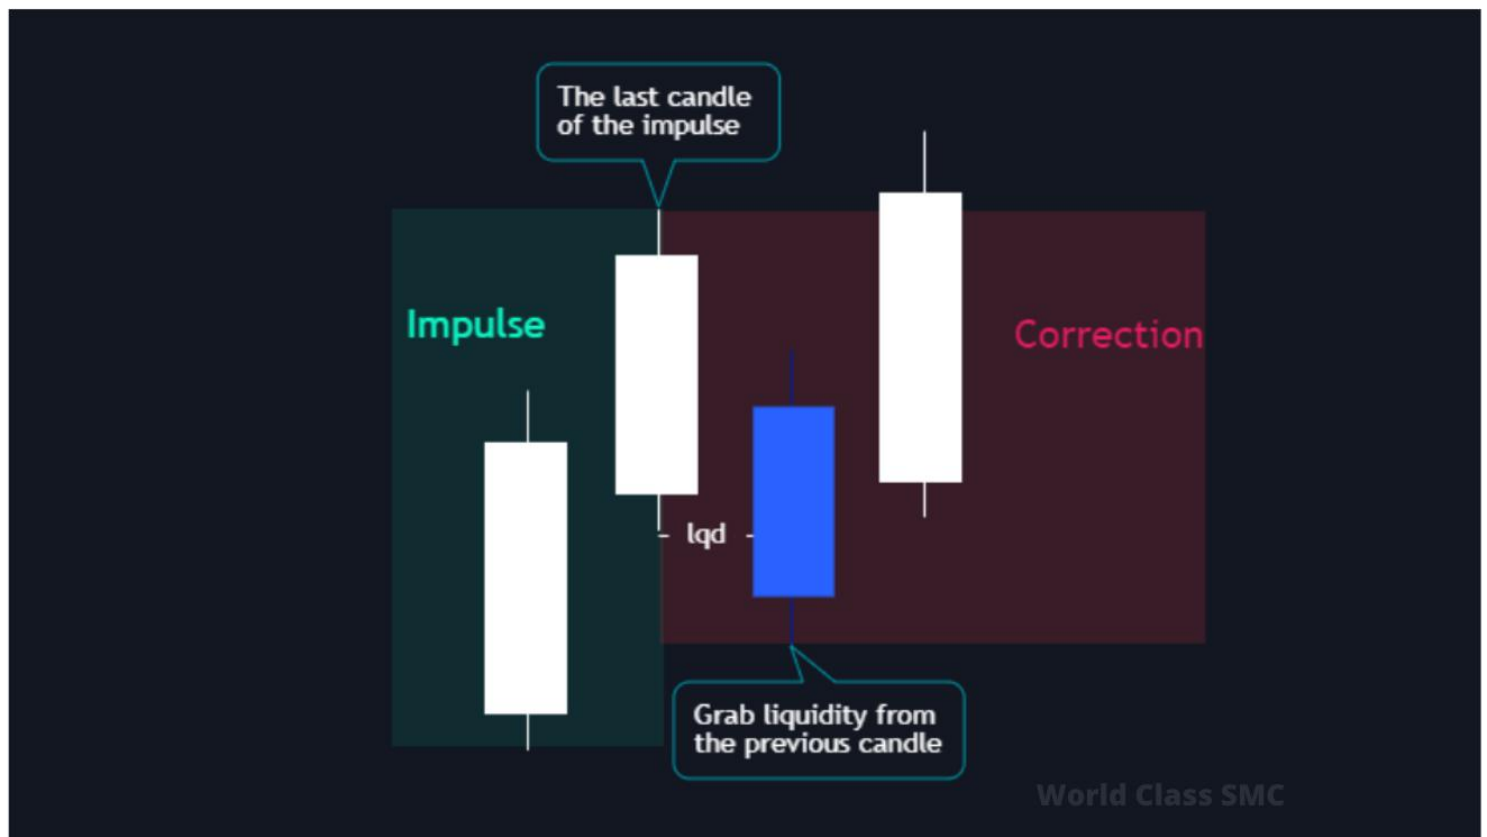 The last candle
of the impulse
Impulse
Correction
lqd
Grab liquidity from
the previous candle
World Class SMC